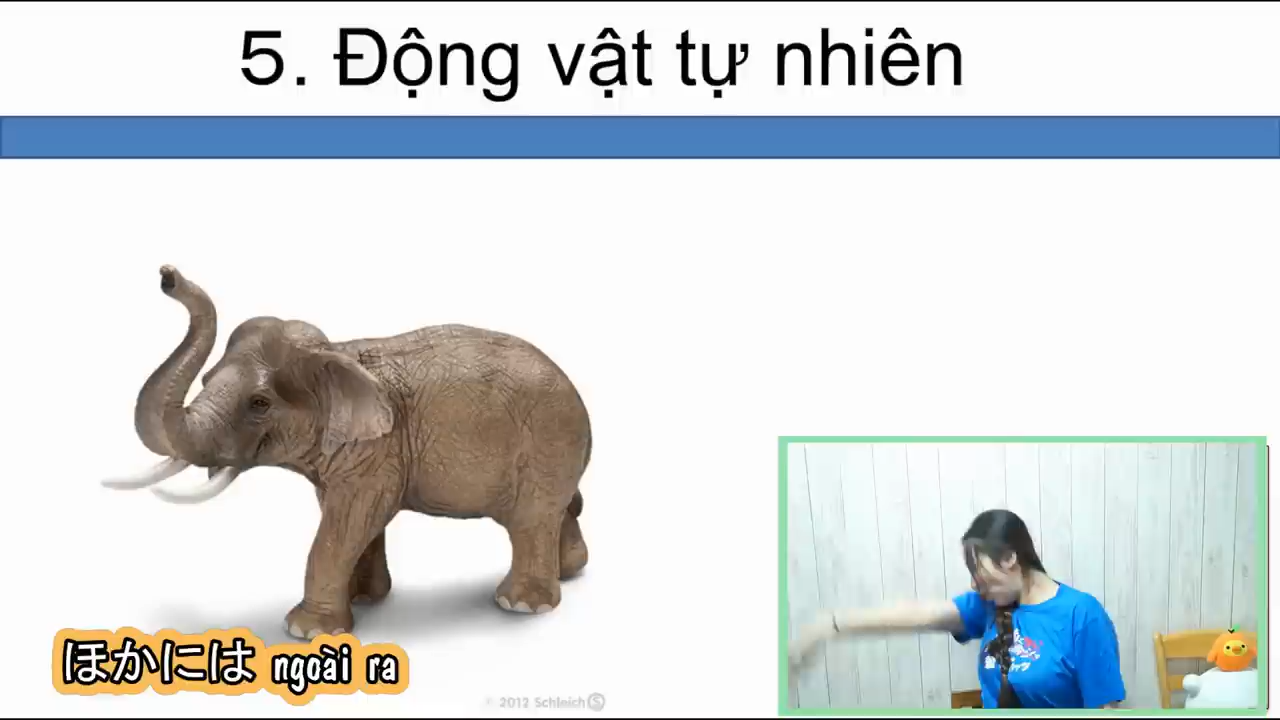 5. Động vật tự nhiên
ほかには ngoài ra
© 2012 Schleich S